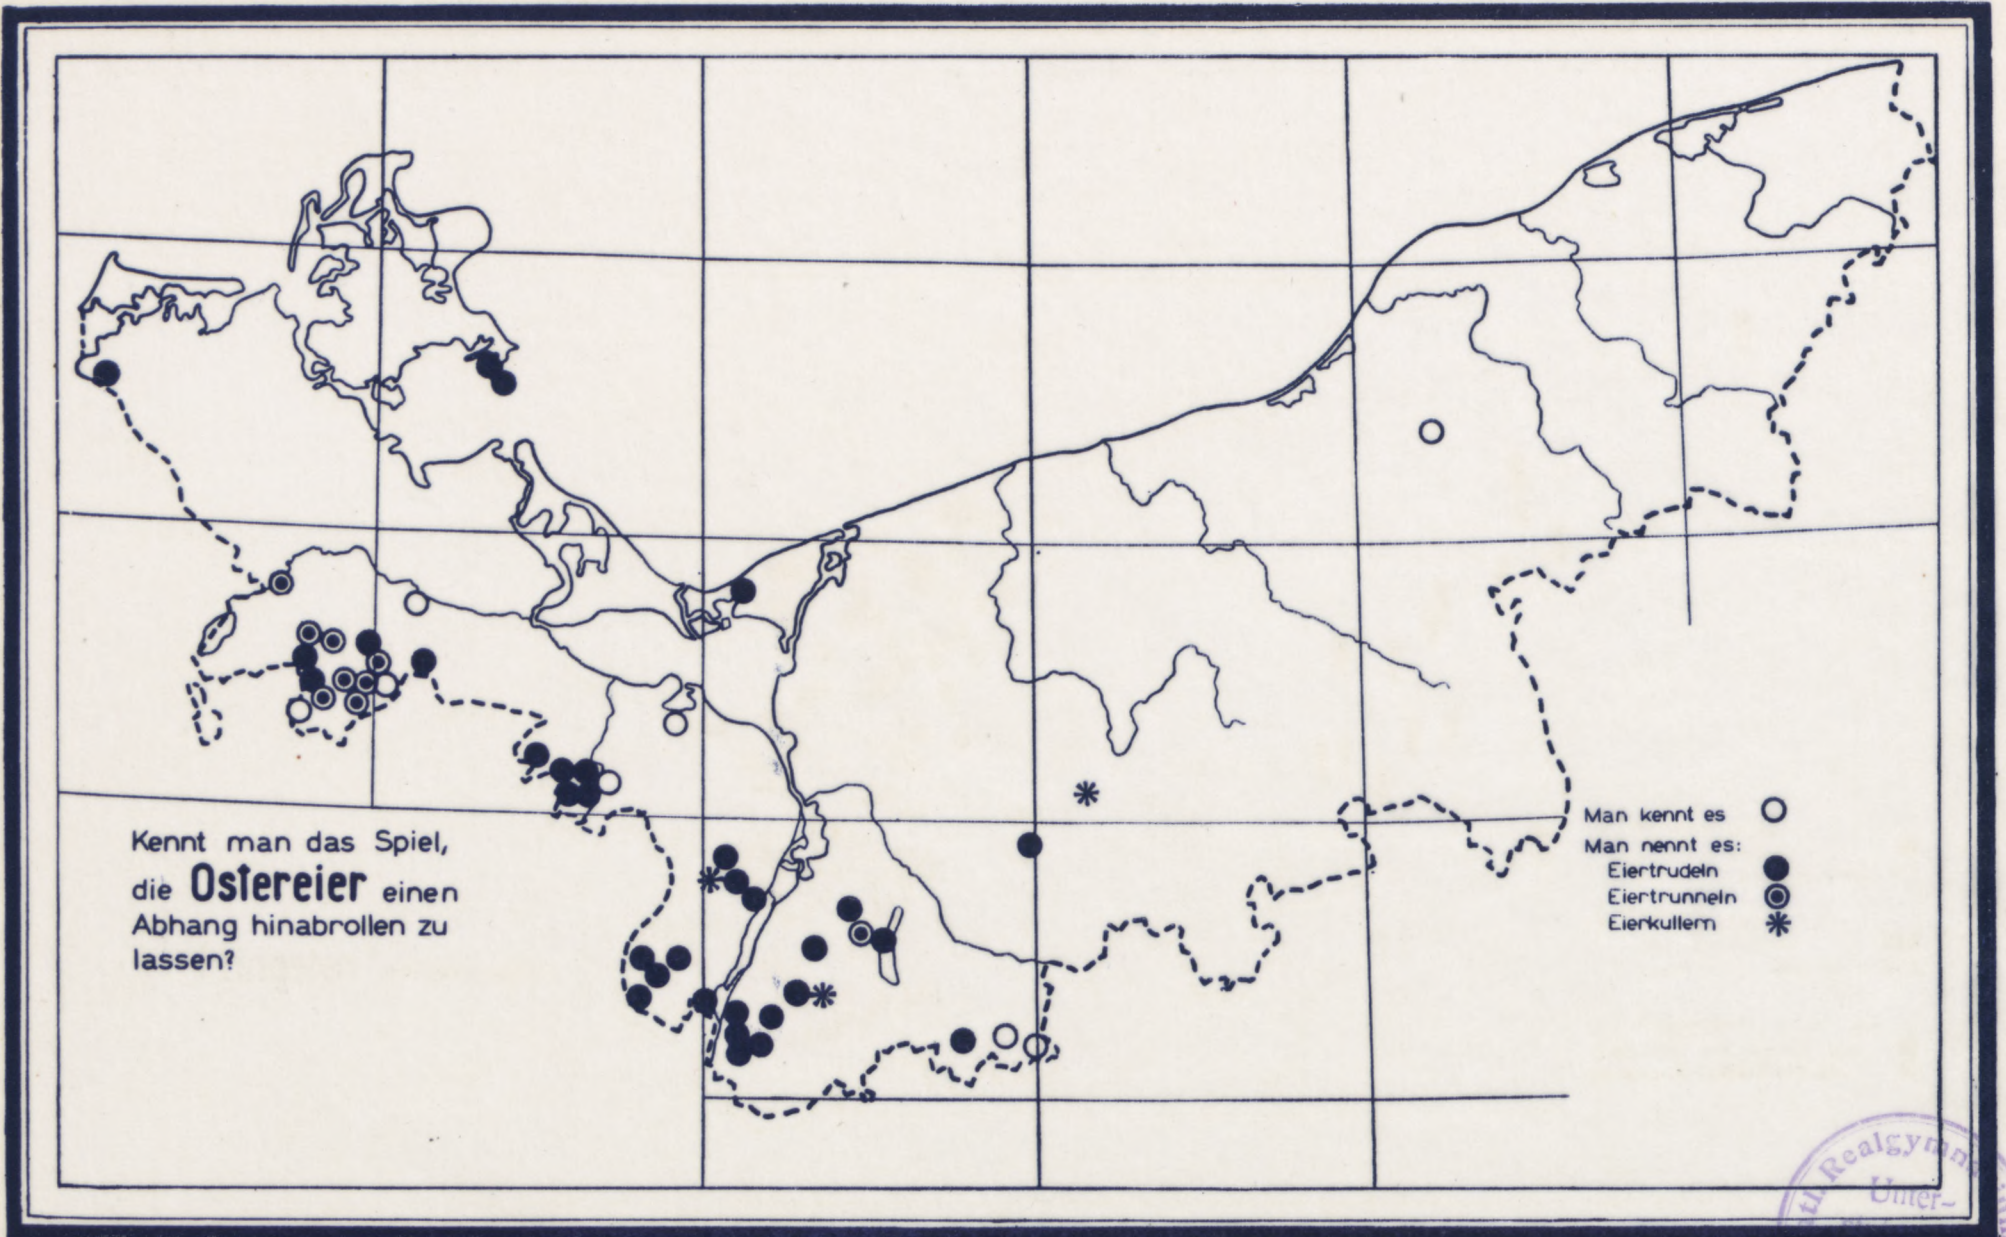 Kennt man das Spiel,
die Ostereier einen
Abhang hinabrollen zu
lassen?
Man kennt es
Man nennt es:
Eiertrudeln
Eiertrunneln
Eierkullern
Unter-